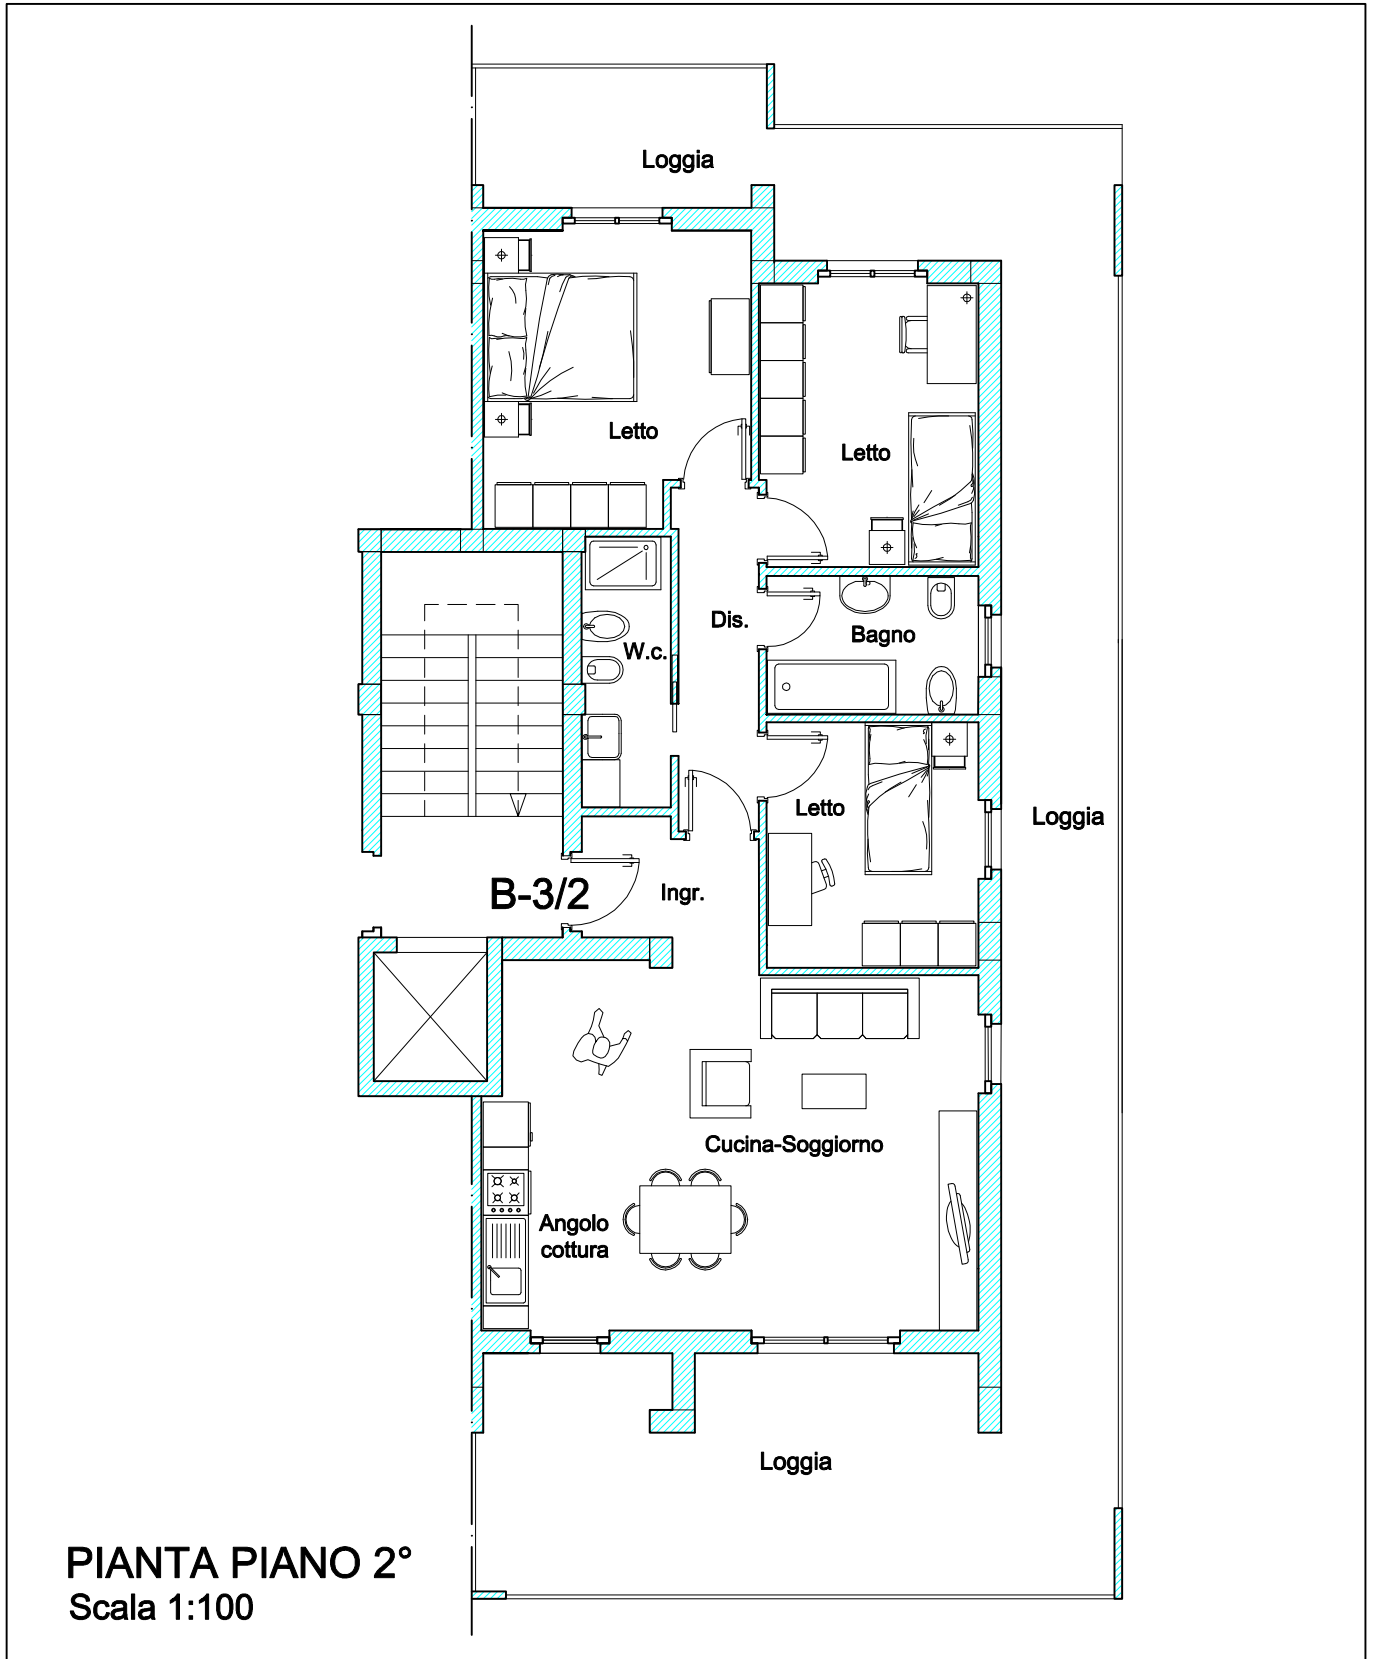 Loggia
Letto
Letto
Dis.
Bagno
W.c.
Letto
Loggia
B-3/2
Ingr.
Cucina-Soggiorno
Angolo
cottura
Loggia
PIANTA PIANO 2°
Scala 1:100